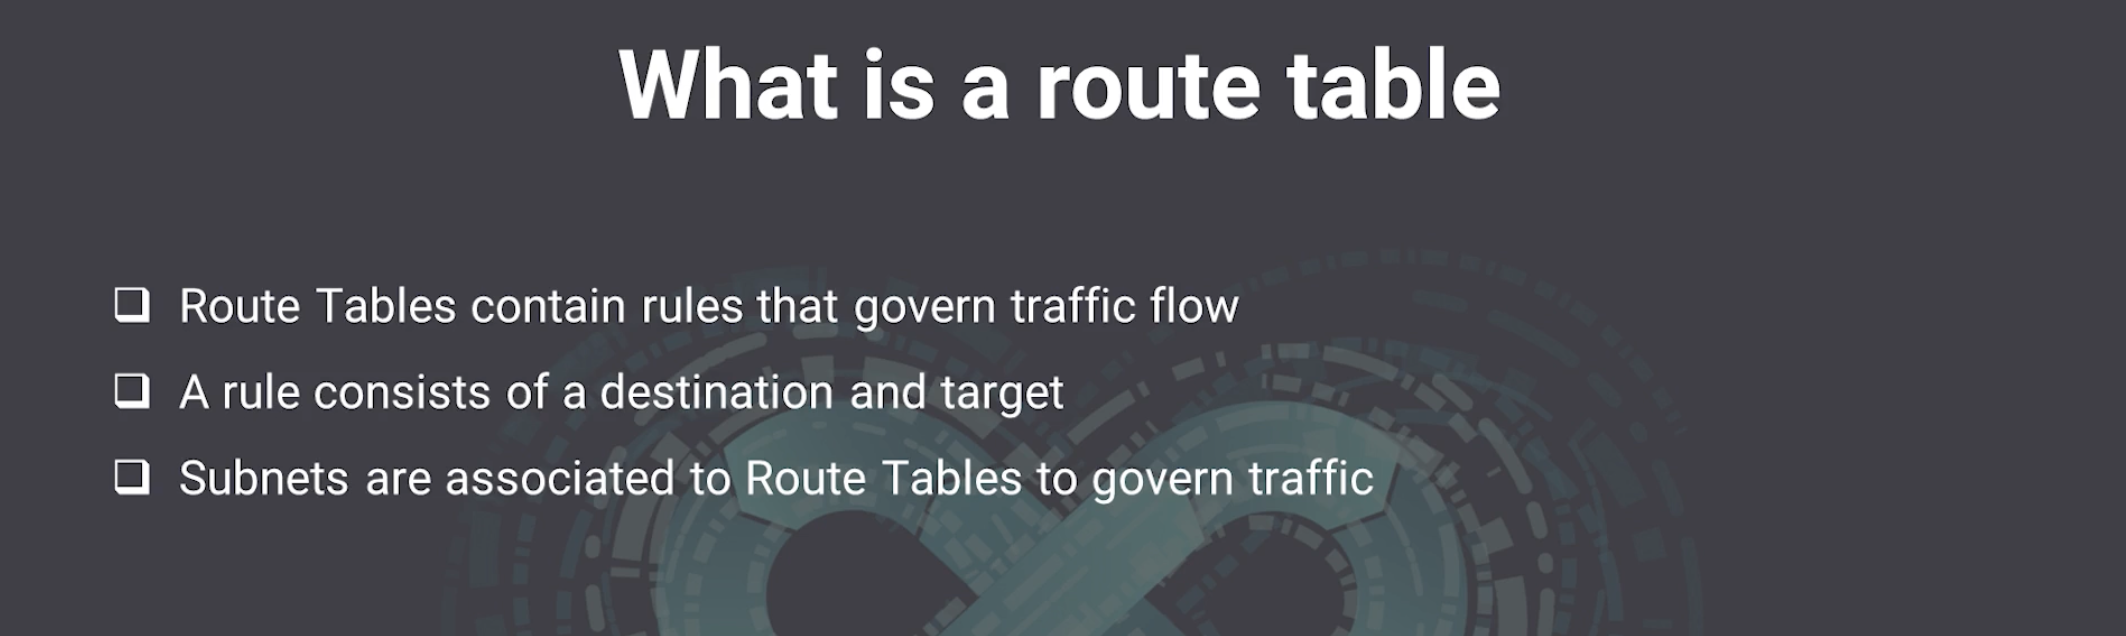 What is a route table
Route Tables contain rules that govern traffic flow
A rule consists of a destination and target
Subnets are associated to Route Tables to govern traffic